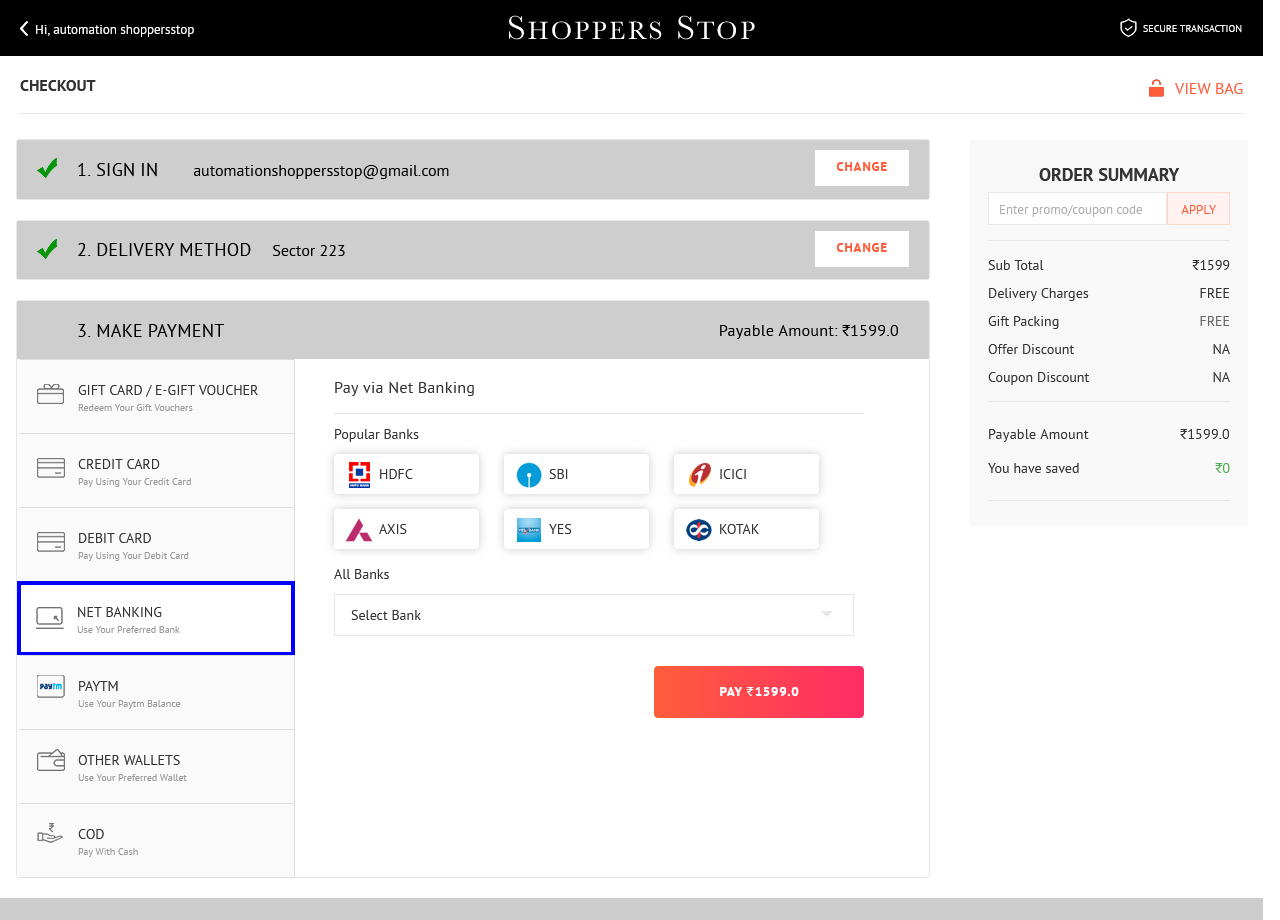 Hi, automation shoppersstop
SHOPPERS STOP
SECURE TRANSACTION
CHECKOUT
VIEW BAG
1. SIGN IN automationshoppersstop@gmail.com CHANGE
2. DELIVERY METHOD Sector 223 CHANGE
3. MAKE PAYMENT Payable Amount: ₹1599.0
GIFT CARD / E-GIFT VOUCHER
Redeem Your Gift Vouchers
CREDIT CARD
Pay Using Your Credit Card
DEBIT CARD
Pay Using Your Debit Card
NET BANKING
Use Your Preferred Bank
paytm
PAYTM
Use Your Paytm Balance
OTHER WALLETS
Use Your Preferred Wallet
₹
COD
Pay With Cash
Pay via Net Banking
Popular Banks
HDFC BANK HDFC
SBI
ICICI
AXIS
YES BANK YES
KOTAK
All Banks
Select Bank
PAY ₹1599.0
ORDER SUMMARY
Enter promo/coupon code APPLY
Sub Total ₹1599
Delivery Charges FREE
Gift Packing FREE
Offer Discount NA
Coupon Discount NA
Payable Amount ₹1599.0
You have saved ₹0